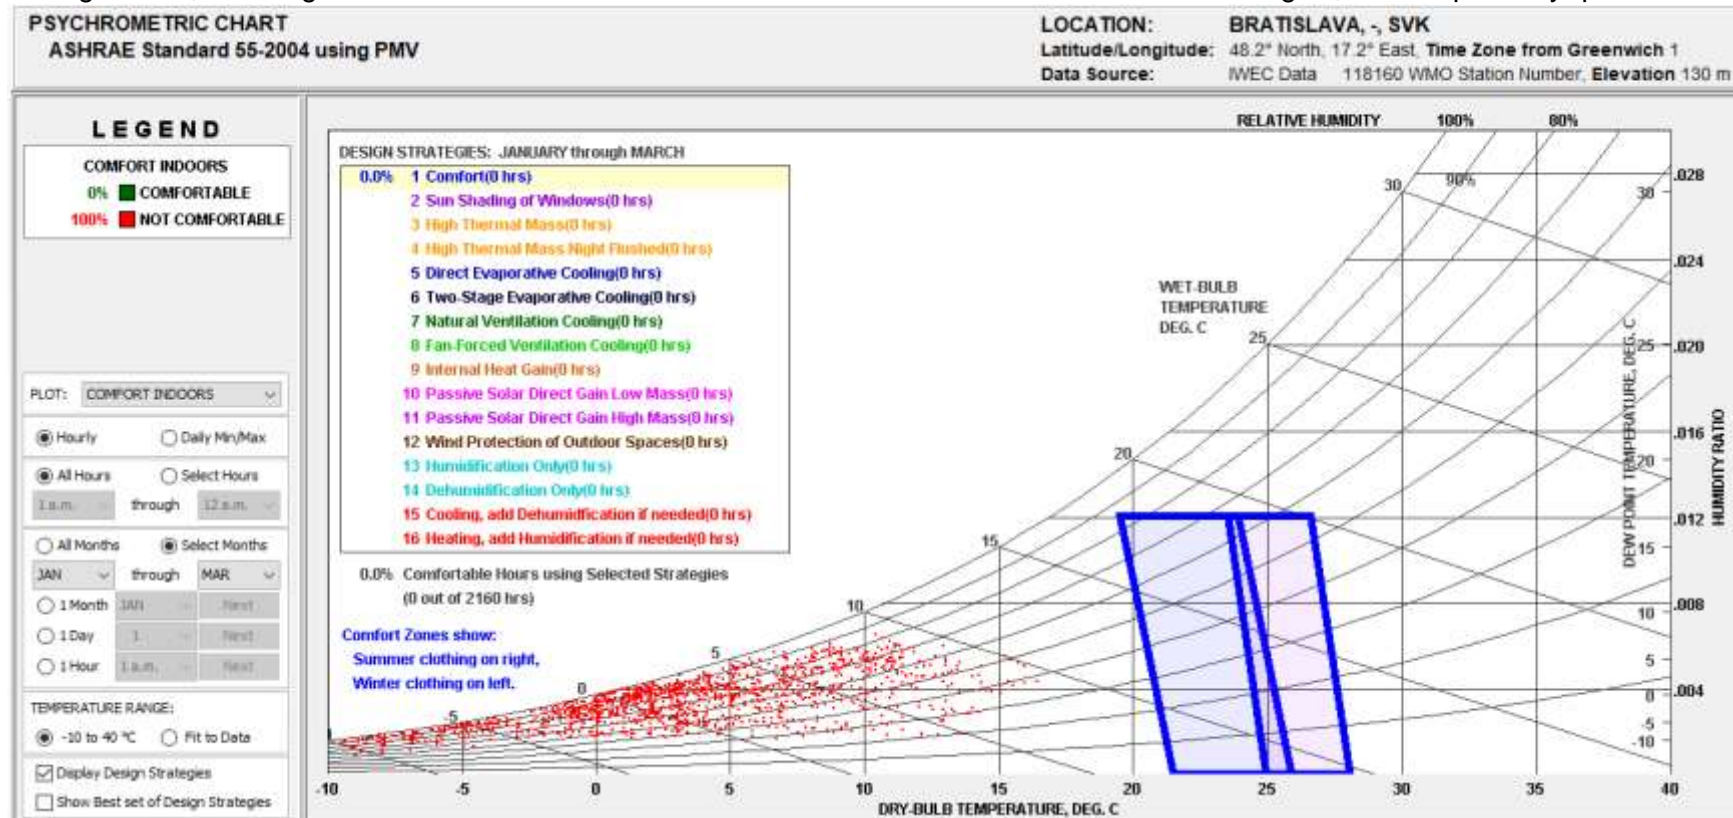 PSYCHROMETRIC CHART
ASHRAE Standard 55-2004 using PMV
LOCATION: BRATISLAVA, -, SVK
Latitude/Longitude: 48.2° North, 17.2° East, Time Zone from Greenwich 1
Data Source: IWEC Data 118160 WMO Station Number, Elevation 130 m
LEGEND
COMFORT INDOORS
0% COMFORTABLE
100% NOT COMFORTABLE
PLOT: COMFORT INDOORS
Hourly Daily Min/Max
All Hours Select Hours
1 a.m. through 12 a.m.
All Months Select Months
JAN through MAR
1 Month JAN Next
1 Day 1 Next
1 Hour 1 a.m. Next
TEMPERATURE RANGE:
-10 to 40 °C Fit to Data
Display Design Strategies
Show Best set of Design Strategies
DESIGN STRATEGIES: JANUARY through MARCH
0.0% 1 Comfort(0 hrs)
2 Sun Shading of Windows(0 hrs)
3 High Thermal Mass(0 hrs)
4 High Thermal Mass Night Flushed(0 hrs)
5 Direct Evaporative Cooling(0 hrs)
6 Two-Stage Evaporative Cooling(0 hrs)
7 Natural Ventilation Cooling(0 hrs)
8 Fan-Forced Ventilation Cooling(0 hrs)
9 Internal Heat Gain(0 hrs)
10 Passive Solar Direct Gain Low Mass(0 hrs)
11 Passive Solar Direct Gain High Mass(0 hrs)
12 Wind Protection of Outdoor Spaces(0 hrs)
13 Humidification Only(0 hrs)
14 Dehumidification Only(0 hrs)
15 Cooling, add Dehumidfication if needed(0 hrs)
16 Heating, add Humidification if needed(0 hrs)
0.0% Comfortable Hours using Selected Strategies
(0 out of 2160 hrs)
Comfort Zones show:
Summer clothing on right,
Winter clothing on left.
RELATIVE HUMIDITY 100% 80%
90%
WET-BULB
TEMPERATURE
DEG. C
-5
0
5
10
15
20
25
30
30
25
20
15
10
5
0
-5
-10
DEW POINT TEMPERATURE, DEG. C
.028
.024
.020
.016
.012
.008
.004
HUMIDITY RATIO
-10 -5 0 5 10 15 20 25 30 35 40
DRY-BULB TEMPERATURE, DEG. C